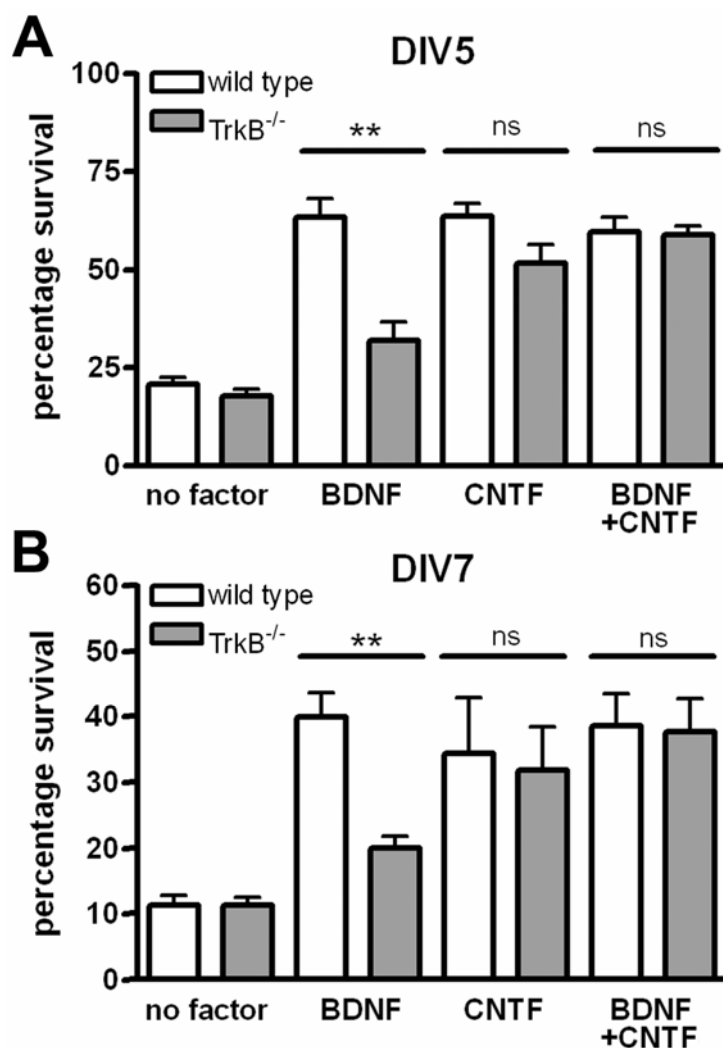 A
DIV5
percentage survival
100
75
50
25
0
wild type
TrkB-/-
**
ns
ns
no factor
BDNF
CNTF
BDNF
+CNTF
B
DIV7
percentage survival
60
50
40
30
20
10
0
wild type
TrkB-/-
**
ns
ns
no factor
BDNF
CNTF
BDNF
+CNTF